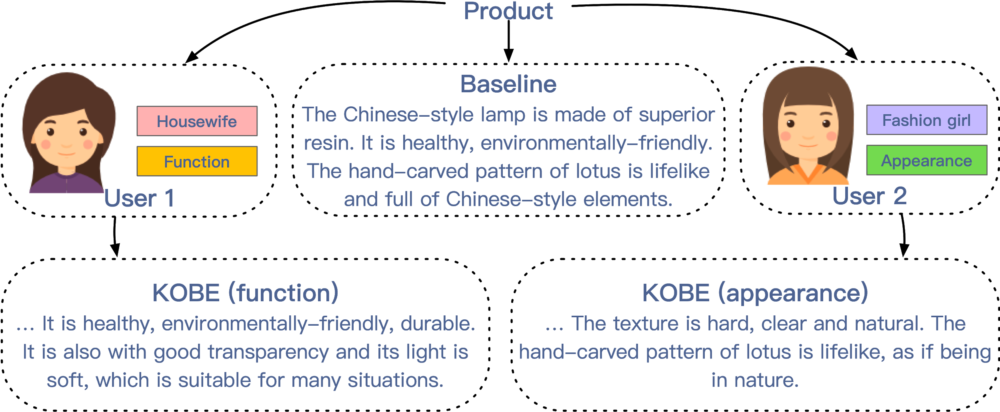 Product
Housewife
Function
User 1
Baseline
The Chinese-style lamp is made of superior
resin. It is healthy, environmentally-friendly.
The hand-carved pattern of lotus is lifelike
and full of Chinese-style elements.
Fashion girl
Appearance
User 2
KOBE (function)
... It is healthy, environmentally-friendly, durable.
It is also with good transparency and its light is
soft, which is suitable for many situations.
KOBE (appearance)
... The texture is hard, clear and natural. The
hand-carved pattern of lotus is lifelike, as if being
in nature.